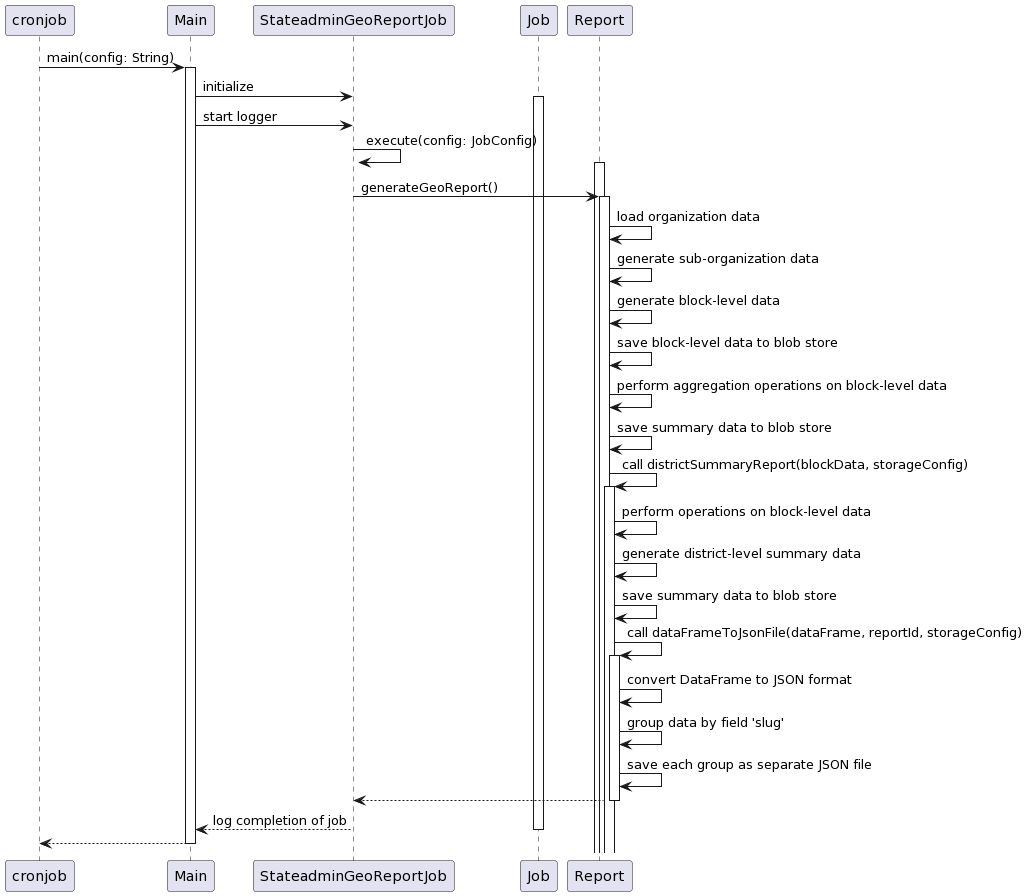 cronjob
Main
StateadminGeoReportJob
Job
Report
main(config: String)
initialize
start logger
execute(config: JobConfig)
generateGeoReport()
load organization data
generate sub-organization data
generate block-level data
save block-level data to blob store
perform aggregation operations on block-level data
save summary data to blob store
call districtSummaryReport(blockData, storageConfig)
perform operations on block-level data
generate district-level summary data
save summary data to blob store
call dataFrameToJsonFile(dataFrame, reportId, storageConfig)
convert DataFrame to JSON format
group data by field 'slug'
save each group as separate JSON file
log completion of job
cronjob
Main
StateadminGeoReportJob
Job
Report